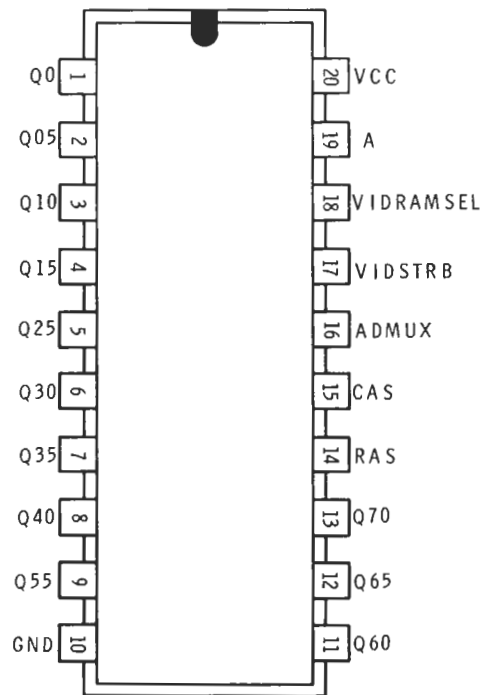 Q0 1 20 VCC
Q05 2 19 A
Q10 3 18 VIDRAMSEL
Q15 4 17 VIDSTRB
Q25 5 16 ADMUX
Q30 6 15 CAS
Q35 7 14 RAS
Q40 8 13 Q70
Q55 9 12 Q65
GND 10 11 Q60